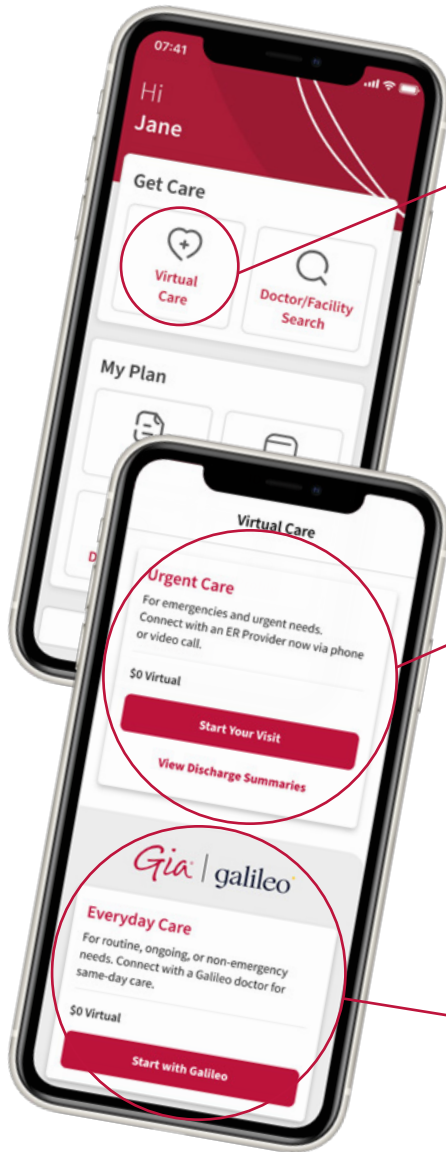 07:41
Hi
Jane
Get Care
Virtual
Care
Doctor/Facility
Search
My Plan
D
Virtual Care
Urgent Care
For emergencies and urgent needs.
Connect with an ER Provider now via phone
or video call.
$0 Virtual
Start Your Visit
View Discharge Summaries
Gia | galileo
Everyday Care
For routine, ongoing, or non-emergency
needs. Connect with a Galileo doctor for
same-day care.
$0 Virtual
Start with Galileo